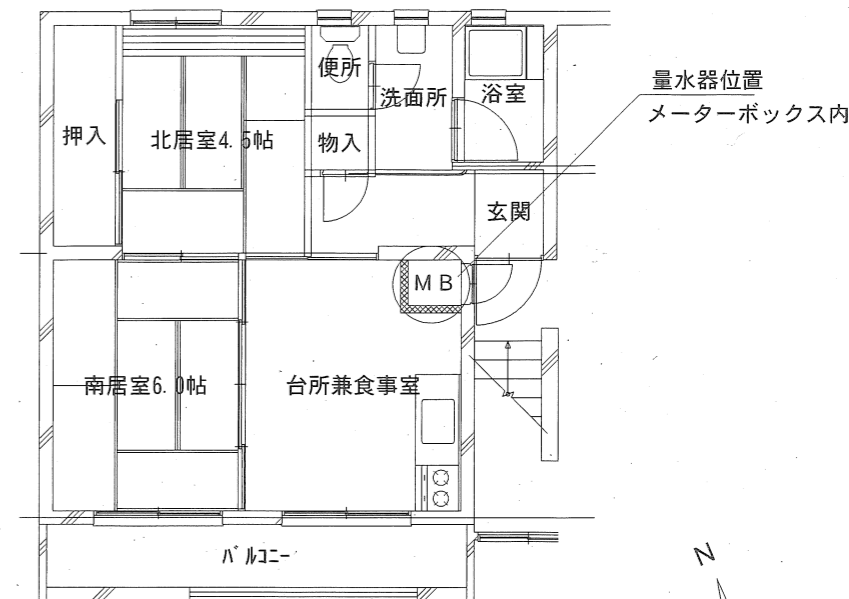 便所
洗面所
浴室
量水器位置
メーターボックス内
押入
北居室4.5帖
物入
玄関
MB
南居室6.0帖
台所兼食事室
バルコニー
N